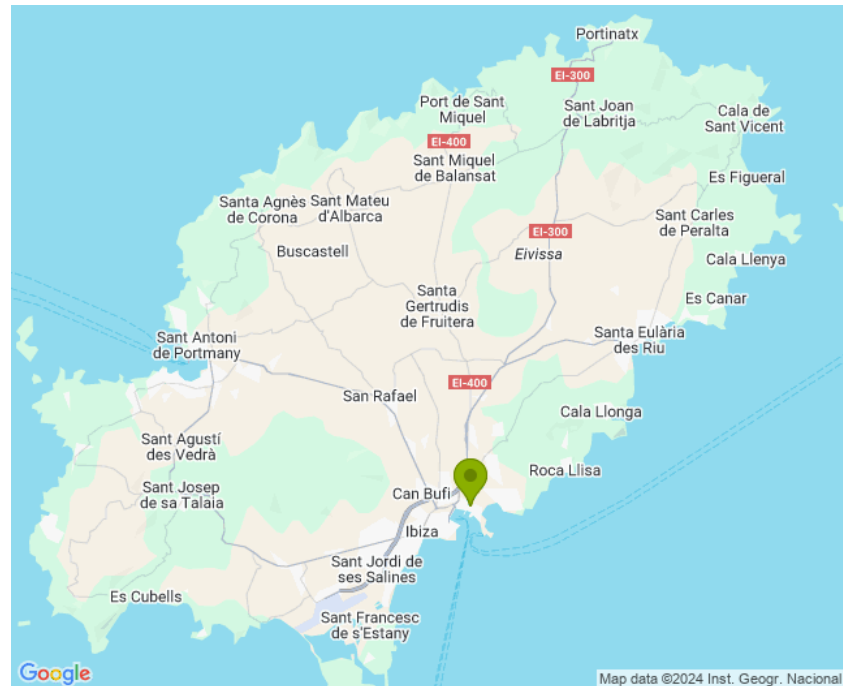 Portinatx
EI-300
Port de Sant
Miquel
Sant Joan
de Labritja
Cala de
Sant Vicent
EI-400
Sant Miquel
de Balansat
Es Figueral
Santa Agnès
de Corona
Sant Mateu
d'Albarca
Sant Carles
de Peralta
EI-300
Buscastell
Eivissa
Cala Llenya
Santa
Gertrudis
de Fruitera
Es Canar
Sant Antoni
de Portmany
Santa Eulària
des Riu
EI-400
San Rafael
Cala Llonga
Sant Agustí
des Vedrà
Roca Llisa
Sant Josep
de sa Talaia
Can Bufí
Ibiza
Sant Jordi de
ses Salines
Es Cubells
Sant Francesc
de s'Estany
Google
Map data ©2024 Inst. Geogr. Nacional